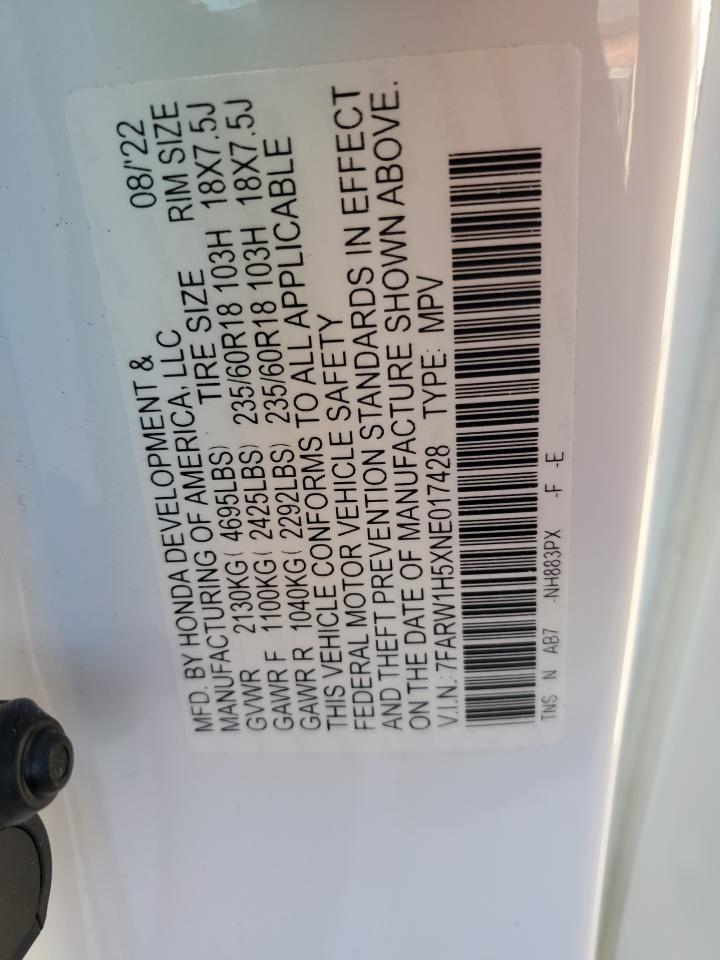 MFD. BY HONDA DEVELOPMENT & 08/'22
MANUFACTURING OF AMERICA, LLC
TIRE SIZE RIM SIZE
GVWR 2130KG( 4695LBS)
GAWR F 1100KG( 2425LBS) 235/60R18 103H 18X7.5J
GAWR R 1040KG( 2292LBS) 235/60R18 103H 18X7.5J
THIS VEHICLE CONFORMS TO ALL APPLICABLE
FEDERAL MOTOR VEHICLE SAFETY
AND THEFT PREVENTION STANDARDS IN EFFECT
ON THE DATE OF MANUFACTURE SHOWN ABOVE.
V.I.N.: 7FARW1H5XNE017428 TYPE: MPV
TNS N AB7 -NH883PX -F -E